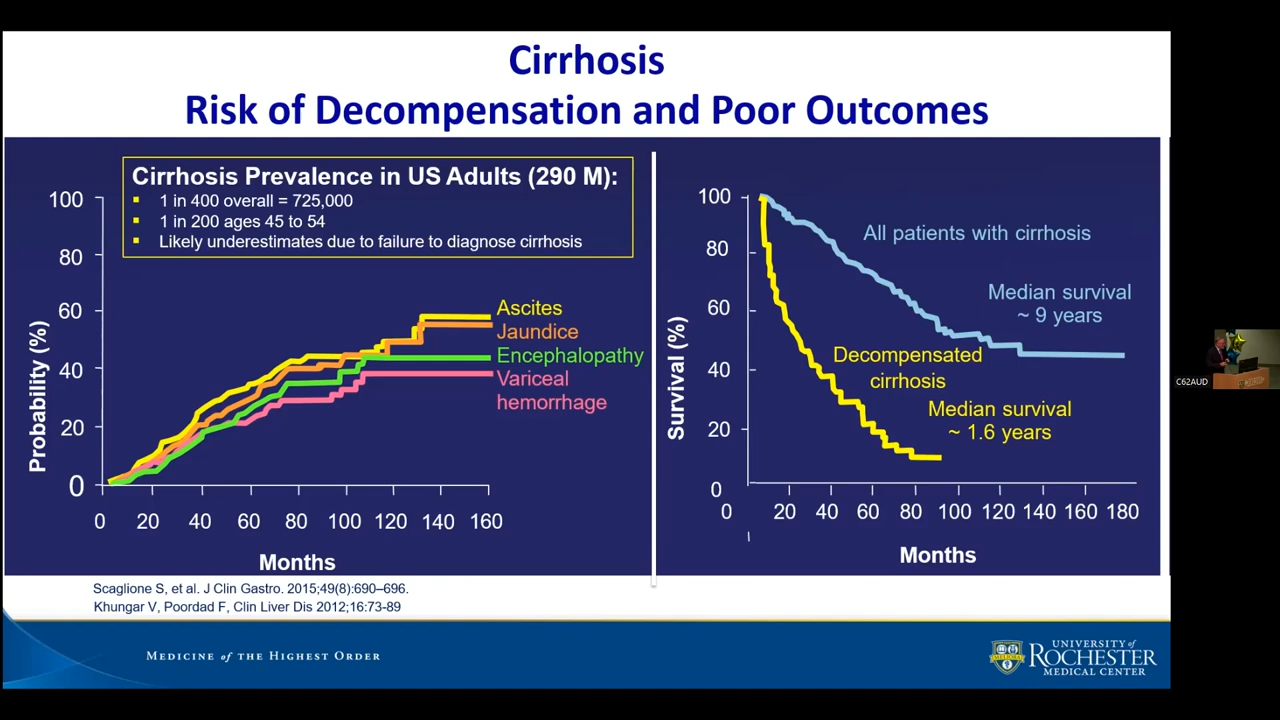 Cirrhosis
Risk of Decompensation and Poor Outcomes
Cirrhosis Prevalence in US Adults (290 M):
▪ 1 in 400 overall = 725,000
▪ 1 in 200 ages 45 to 54
▪ Likely underestimates due to failure to diagnose cirrhosis
Probability (%)
100
80
60
40
20
0
Ascites
Jaundice
Encephalopathy
Variceal
hemorrhage
0 20 40 60 80 100 120 140 160
Months
Survival (%)
100
80
60
40
20
0
All patients with cirrhosis
Median survival
~ 9 years
Decompensated
cirrhosis
Median survival
~ 1.6 years
0 20 40 60 80 100 120 140 160 180
Months
Scaglione S, et al. J Clin Gastro. 2015;49(8):690–696.
Khungar V, Poordad F, Clin Liver Dis 2012;16:73-89
MEDICINE of THE HIGHEST ORDER
UNIVERSITY of
ROCHESTER
MEDICAL CENTER
C62AUD